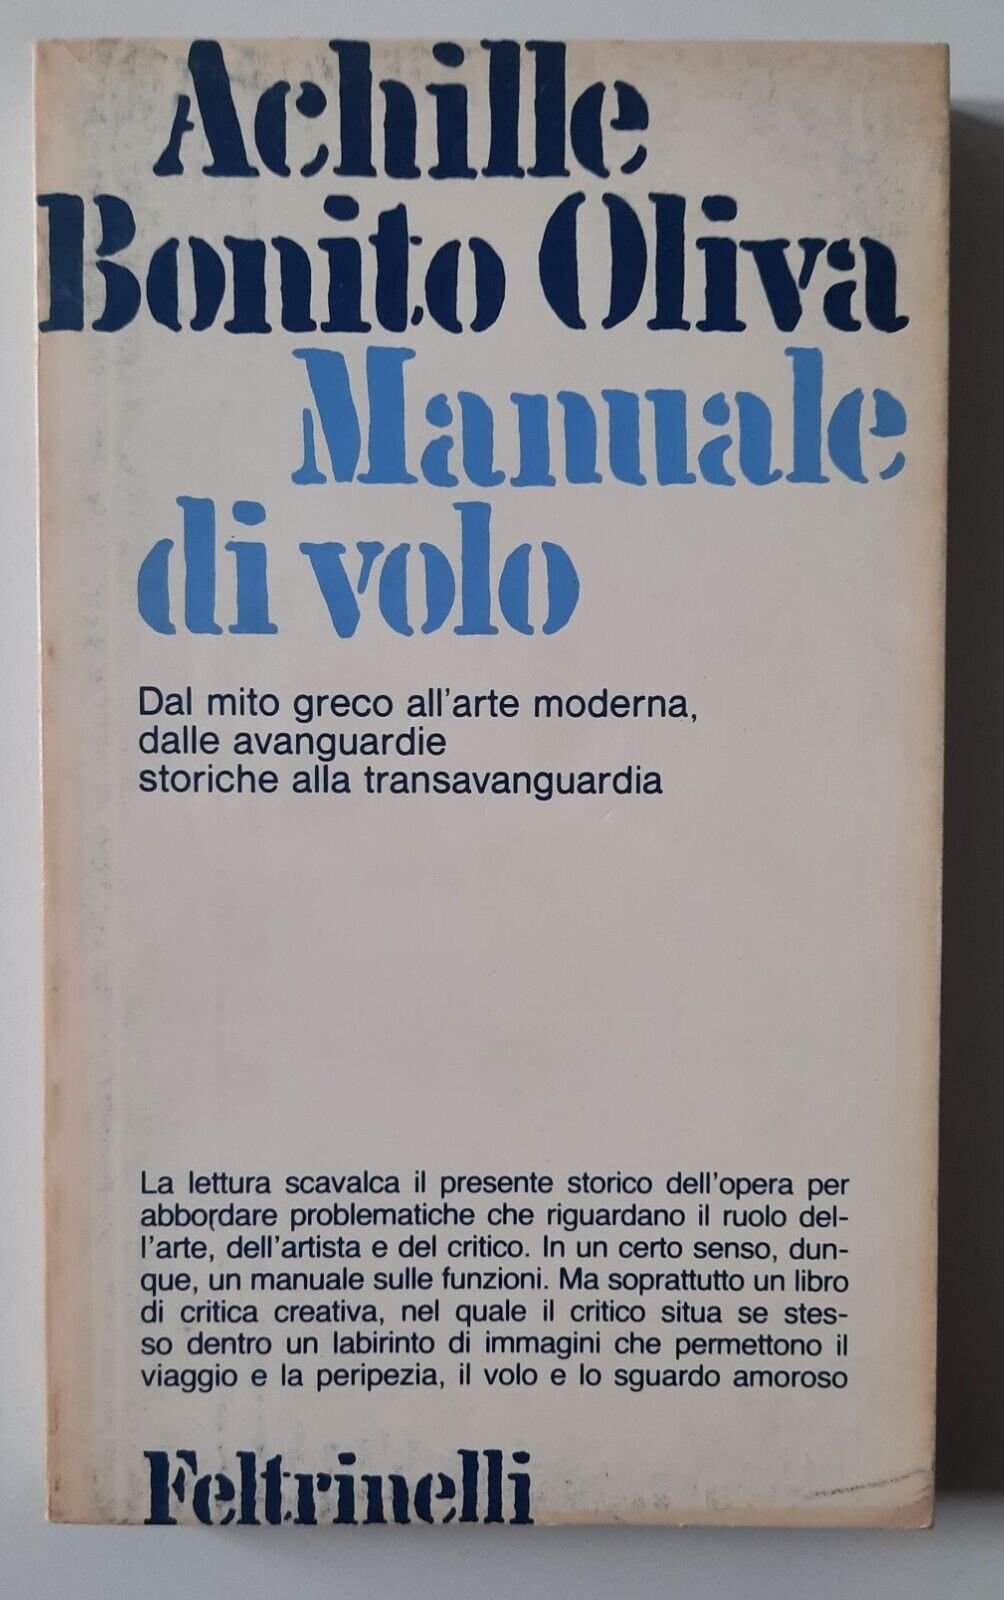 Achille
Bonito Oliva
Manuale
di volo
Dal mito greco all'arte moderna,
dalle avanguardie
storiche alla transavanguardia
La lettura scavalca il presente storico dell'opera per
abbordare problematiche che riguardano il ruolo del-
l'arte, dell'artista e del critico. In un certo senso, dun-
que, un manuale sulle funzioni. Ma soprattutto un libro
di critica creativa, nel quale il critico situa se stes-
so dentro un labirinto di immagini che permettono il
viaggio e la peripezia, il volo e lo sguardo amoroso
Feltrinelli